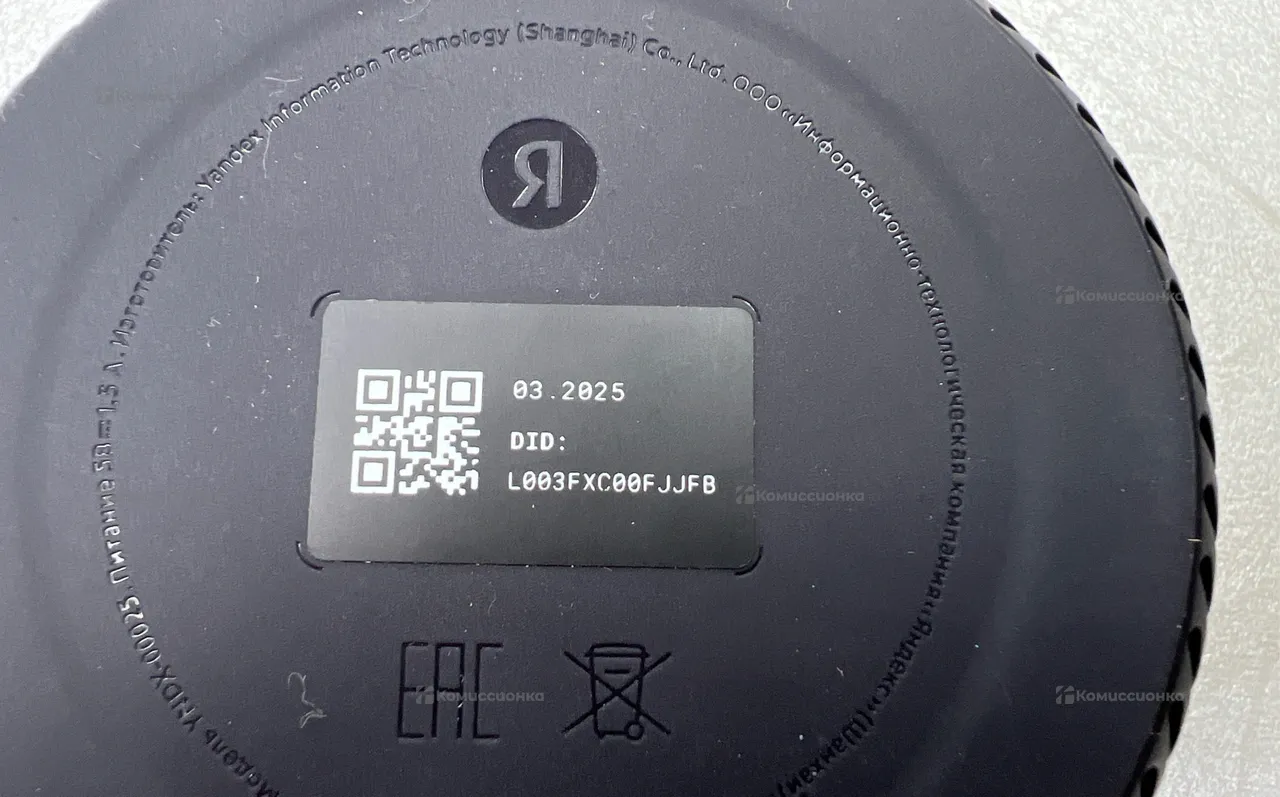 Модель YNDX-00025. Питание 5В⎓1,5 А. Изготовитель: Yandex Information Technology (Shanghai) Co., Ltd. ООО «Информационно-технологическая компания «Яндекс» (Шанхай)
Я
03.2025
DID:
L003FXC00FJJFB
EAC
Комиссионка
Комиссионка
Комиссионка
Комиссионка